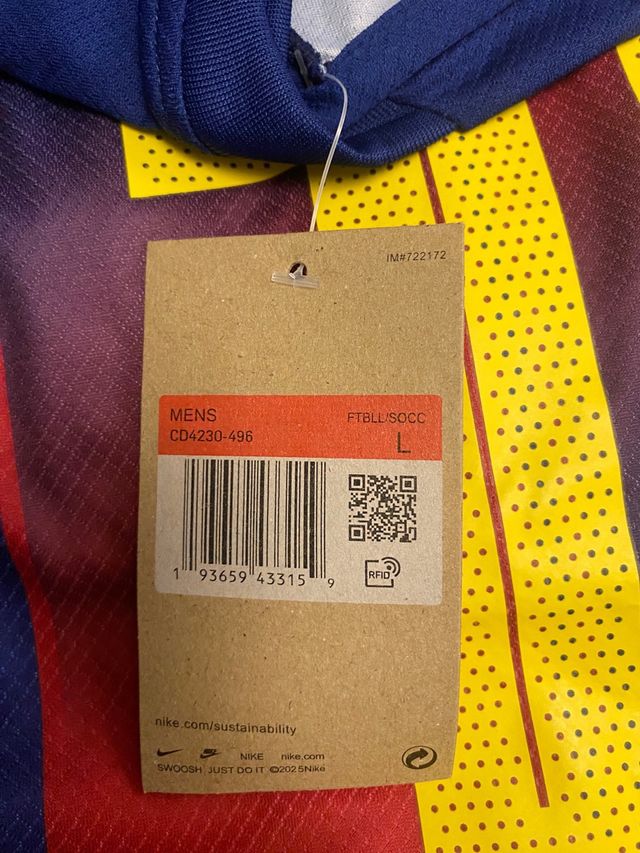 IM#722172
MENS FTBLL/SOCC
CD4230-496 L
1 93659 43315 9
RFID
nike.com/sustainability
NIKE nike.com
SWOOSH JUST DO IT ©2025Nike